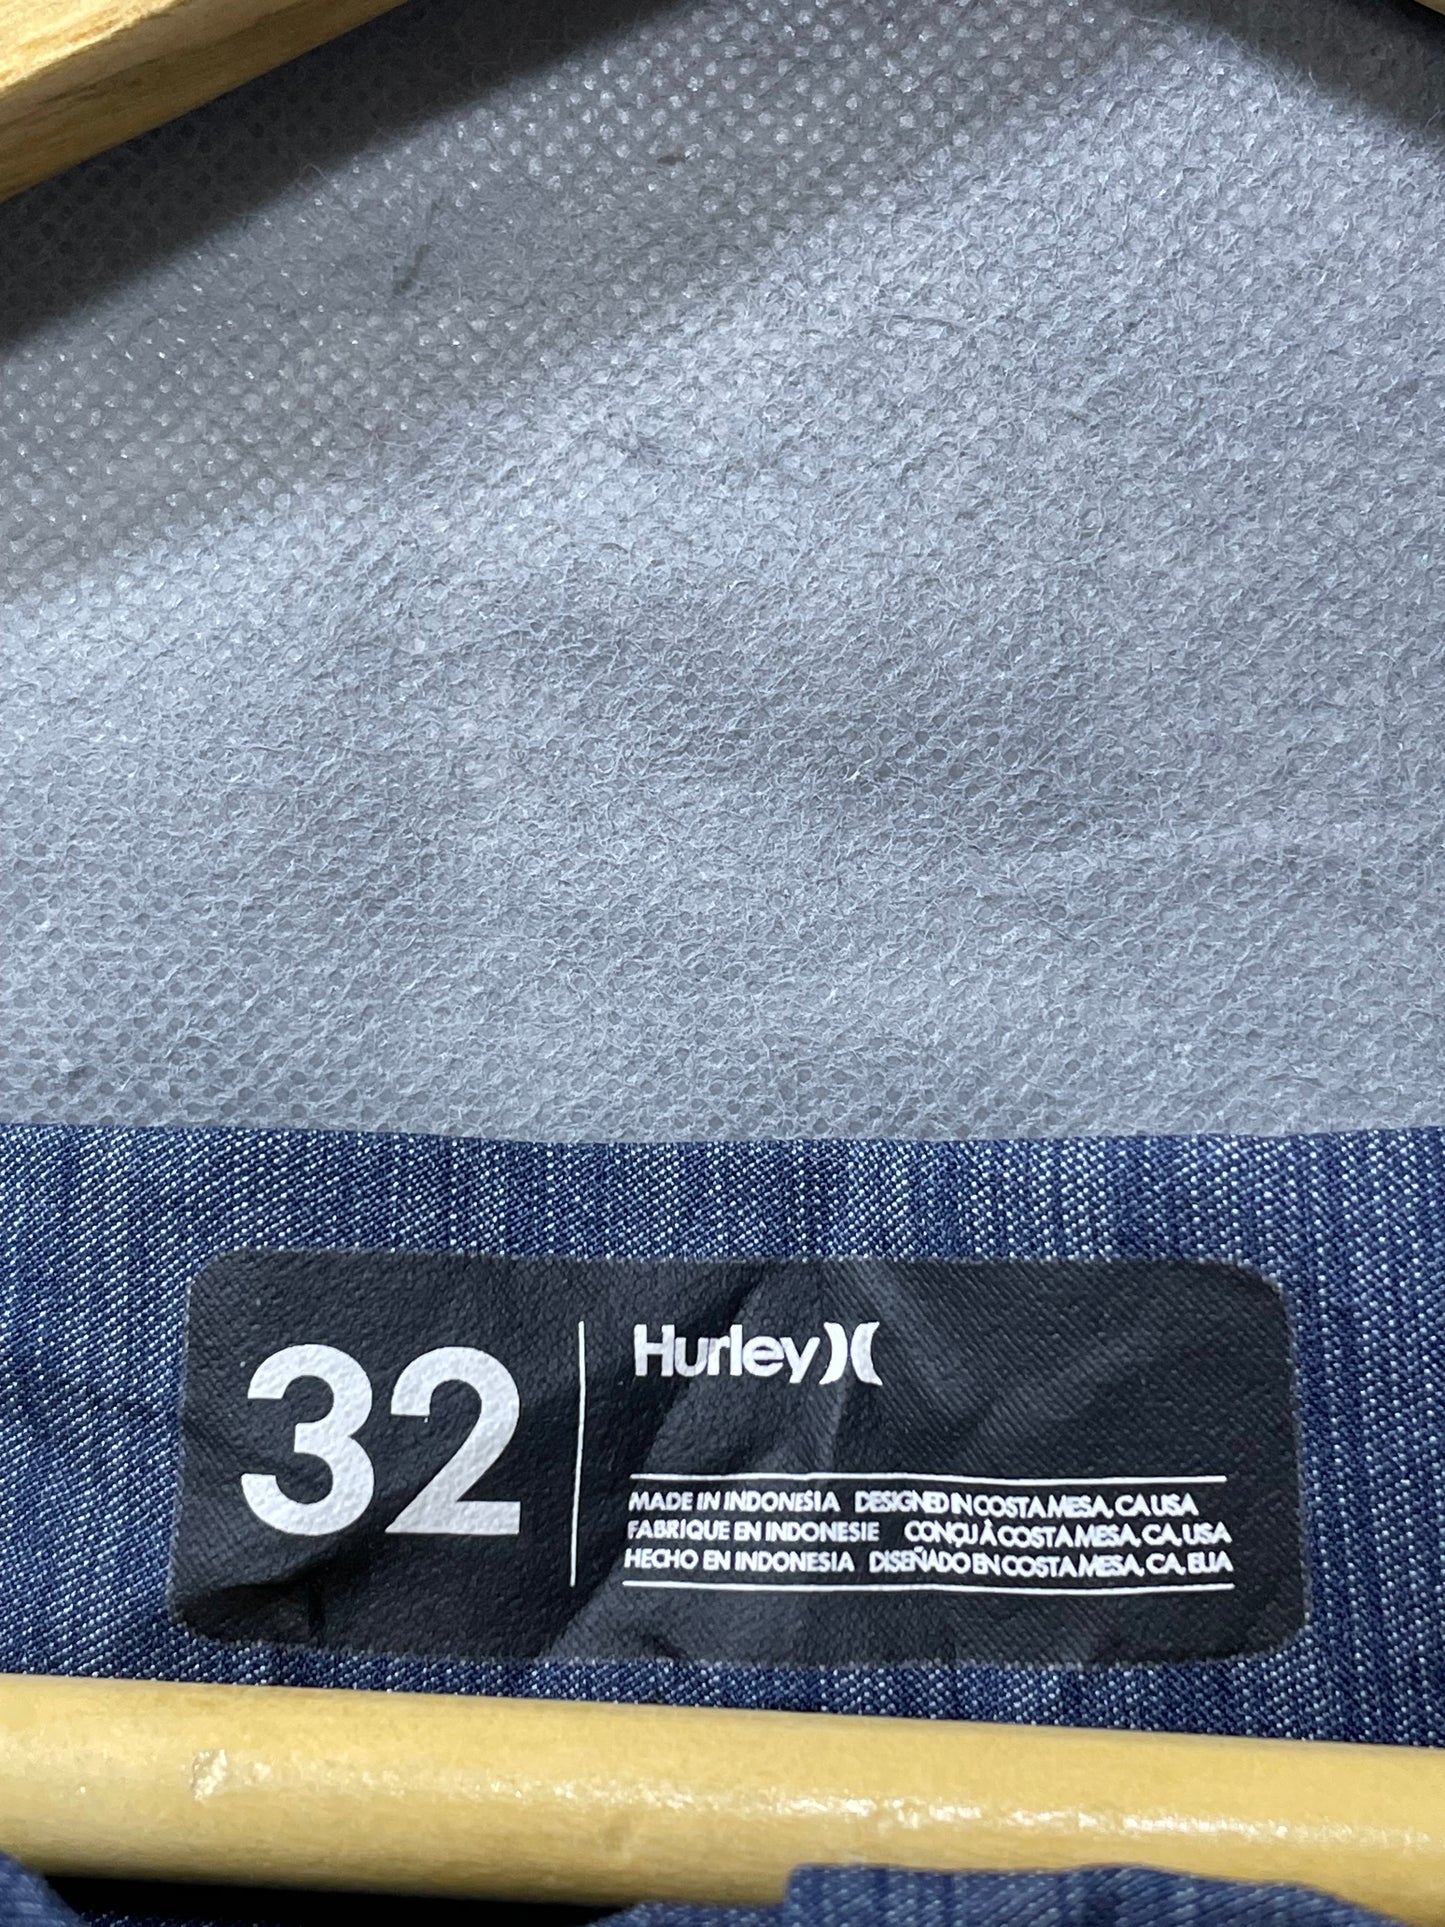 32
Hurley
MADE IN INDONESIA DESIGNED IN COSTA MESA, CA USA
FABRIQUE EN INDONESIE CONÇU À COSTA MESA, CA, USA
HECHO EN INDONESIA DISEÑADO EN COSTA MESA, CA, EUA